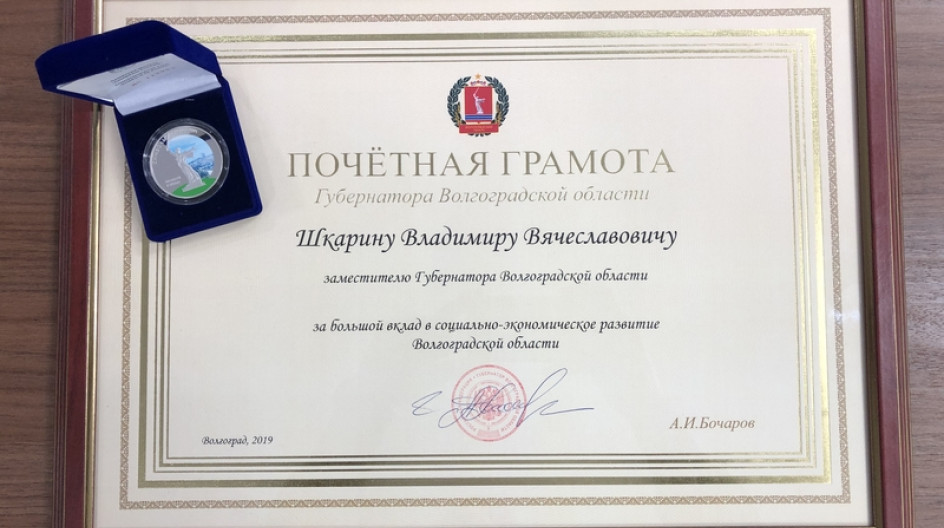 ПОЧЁТНАЯ ГРАМОТА
Губернатора Волгоградской области
Шкарину Владимиру Вячеславовичу
заместителю Губернатора Волгоградской области
за большой вклад в социально-экономическое развитие
Волгоградской области
А.И.Бочаров
Волгоград, 2019